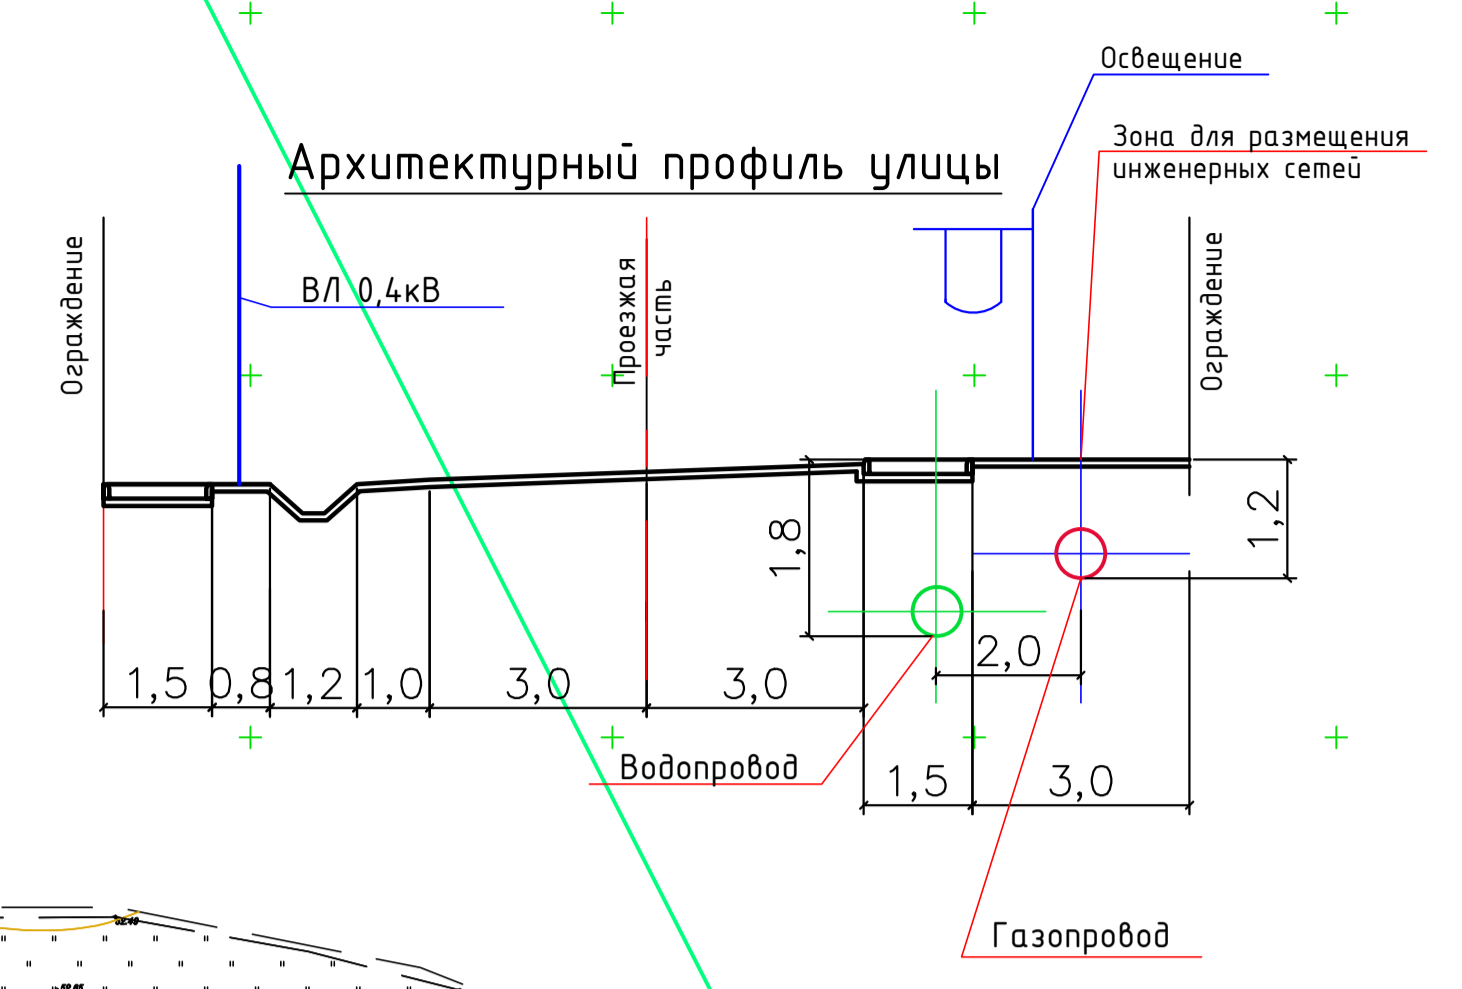 Освещение
Зона для размещения
инженерных сетей
Архитектурный профиль улицы
Ограждение
ВЛ 0,4кВ
Проезжая
часть
Ограждение
1,8
1,2
2,0
1,5 0,8 1,2 1,0 3,0 3,0
Водопровод
1,5 3,0
Газопровод